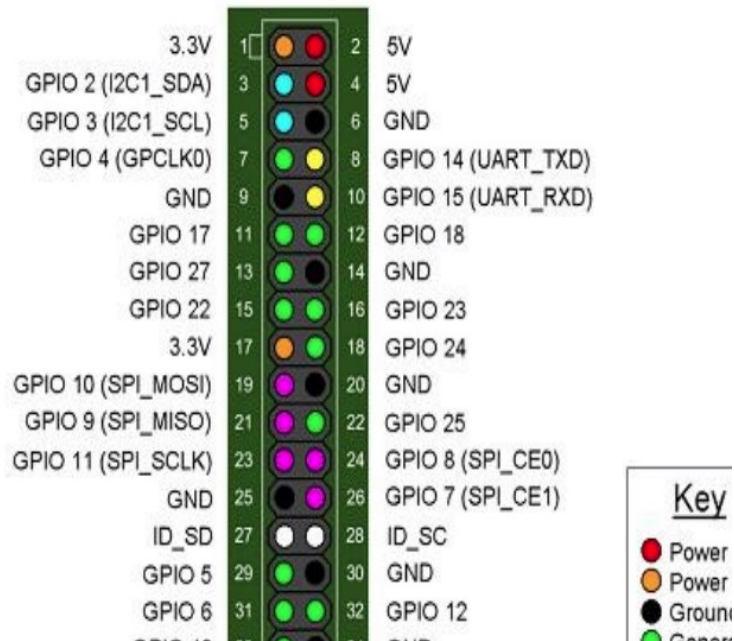 3.3V 1 2 5V
GPIO 2 (I2C1_SDA) 3 4 5V
GPIO 3 (I2C1_SCL) 5 6 GND
GPIO 4 (GPCLK0) 7 8 GPIO 14 (UART_TXD)
GND 9 10 GPIO 15 (UART_RXD)
GPIO 17 11 12 GPIO 18
GPIO 27 13 14 GND
GPIO 22 15 16 GPIO 23
3.3V 17 18 GPIO 24
GPIO 10 (SPI_MOSI) 19 20 GND
GPIO 9 (SPI_MISO) 21 22 GPIO 25
GPIO 11 (SPI_SCLK) 23 24 GPIO 8 (SPI_CE0)
GND 25 26 GPIO 7 (SPI_CE1)
ID_SD 27 28 ID_SC
GPIO 5 29 30 GND
GPIO 6 31 32 GPIO 12
Key
Power
Power
Ground